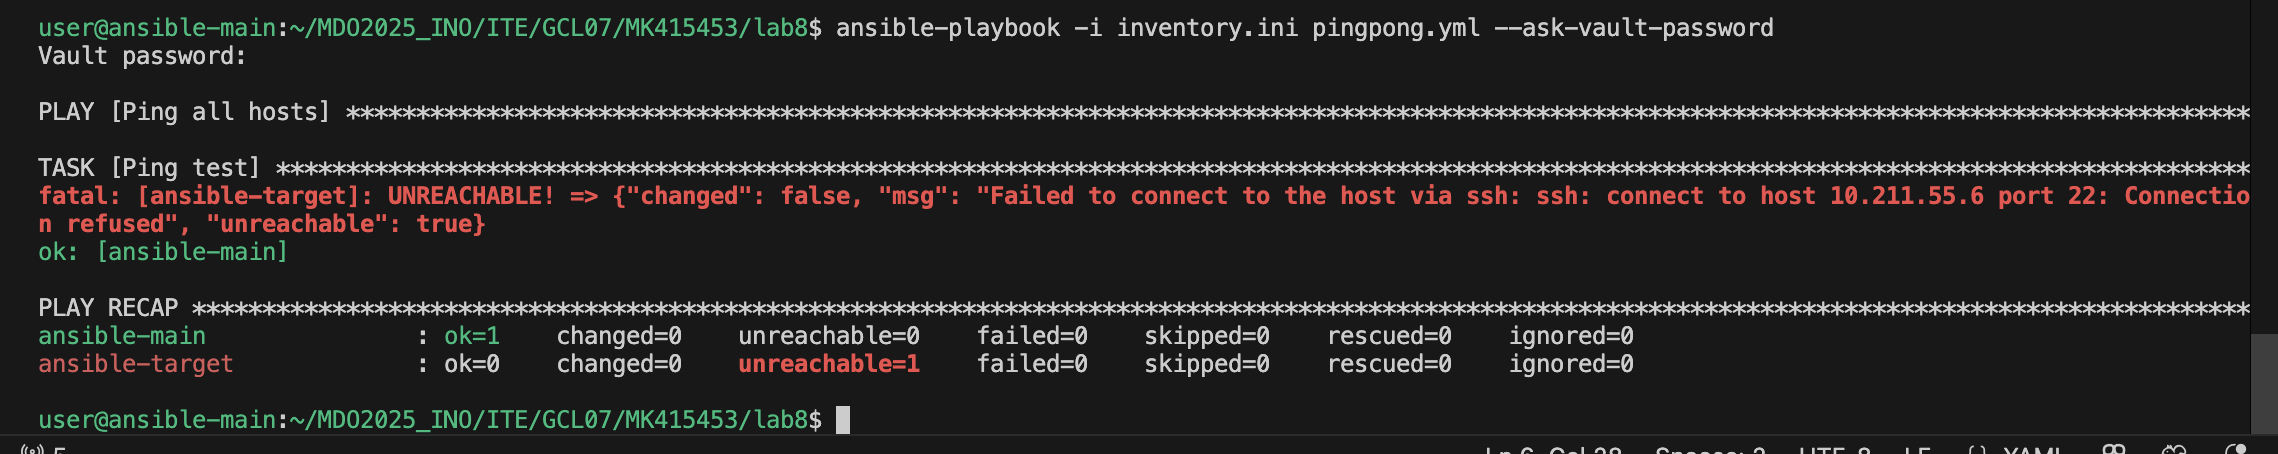 user@ansible-main:~/MDO2025_INO/ITE/GCL07/MK415453/lab8$ ansible-playbook -i inventory.ini pingpong.yml --ask-vault-password
Vault password:
PLAY [Ping all hosts] ****************************************************************************************************************************************
TASK [Ping test] *********************************************************************************************************************************************
fatal: [ansible-target]: UNREACHABLE! => {"changed": false, "msg": "Failed to connect to the host via ssh: ssh: connect to host 10.211.55.6 port 22: Connectio
n refused", "unreachable": true}
ok: [ansible-main]
PLAY RECAP ***************************************************************************************************************************************************
ansible-main               : ok=1    changed=0    unreachable=0    failed=0    skipped=0    rescued=0    ignored=0
ansible-target             : ok=0    changed=0    unreachable=1    failed=0    skipped=0    rescued=0    ignored=0
user@ansible-main:~/MDO2025_INO/ITE/GCL07/MK415453/lab8$